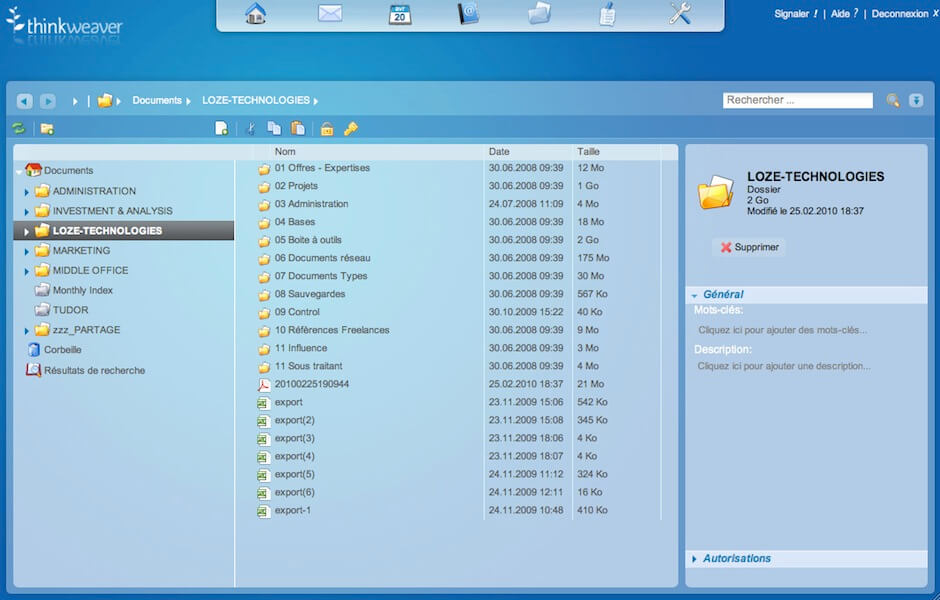 thinkweaver
avr
20
@
Signaler ! | Aide ? | Deconnexion x
Documents
LOZE-TECHNOLOGIES
Rechercher ...
Documents
ADMINISTRATION
INVESTMENT & ANALYSIS
LOZE-TECHNOLOGIES
MARKETING
MIDDLE OFFICE
Monthly Index
TUDOR
zzz_PARTAGE
Corbeille
Résultats de recherche
Nom Date Taille
01 Offres - Expertises 30.06.2008 09:39 12 Mo
02 Projets 30.06.2008 09:39 1 Go
03 Administration 24.07.2008 11:09 4 Mo
04 Bases 30.06.2008 09:39 18 Mo
05 Boite à outils 30.06.2008 09:39 2 Go
06 Documents réseau 30.06.2008 09:39 175 Mo
07 Documents Types 30.06.2008 09:39 30 Mo
08 Sauvegardes 30.06.2008 09:39 567 Ko
09 Control 30.10.2009 15:22 40 Ko
10 Références Freelances 30.06.2008 09:39 9 Mo
11 Influence 30.06.2008 09:39 3 Mo
11 Sous traitant 30.06.2008 09:39 4 Mo
20100225190944 25.02.2010 18:37 21 Mo
export 23.11.2009 15:06 542 Ko
export(2) 23.11.2009 15:08 345 Ko
export(3) 23.11.2009 18:06 4 Ko
export(4) 23.11.2009 18:07 4 Ko
export(5) 24.11.2009 11:12 324 Ko
export(6) 24.11.2009 12:11 16 Ko
export-1 24.11.2009 10:48 410 Ko
LOZE-TECHNOLOGIES
Dossier
2 Go
Modifié le 25.02.2010 18:37
Supprimer
Général
Mots-clés:
Cliquez ici pour ajouter des mots-clés...
Description:
Cliquez ici pour ajouter une description...
Autorisations